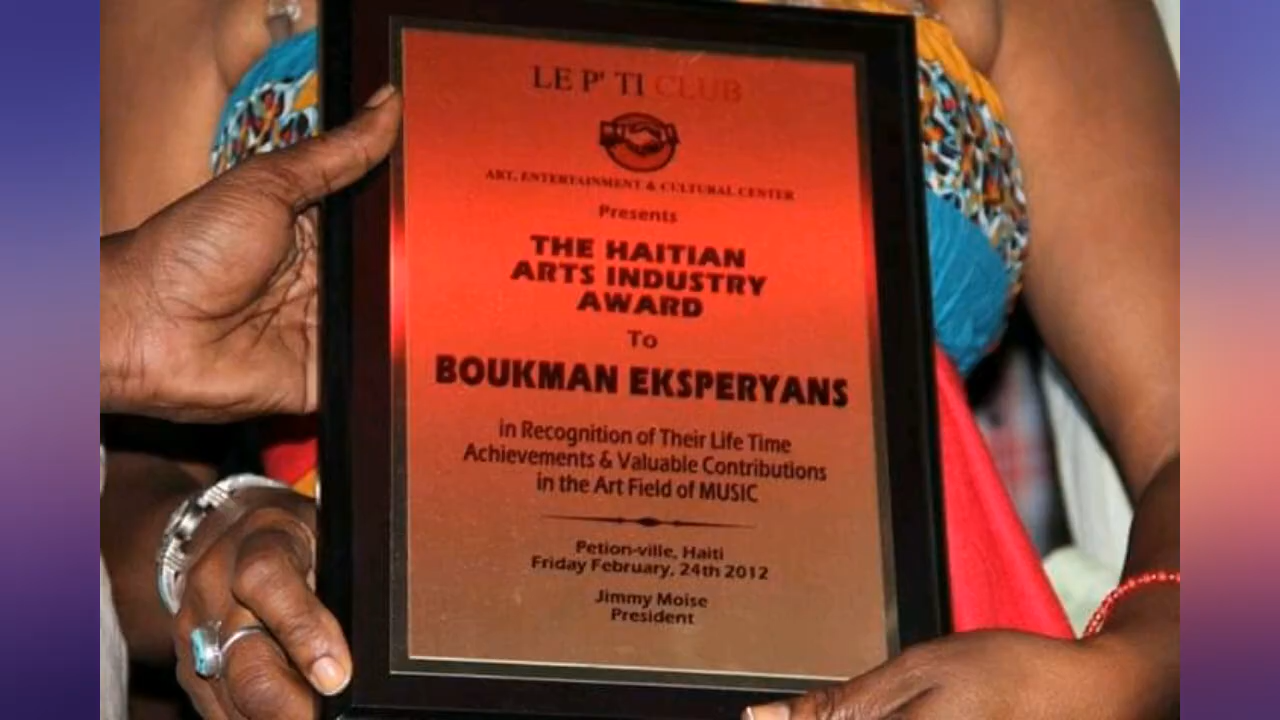 LE P' TI CLUB
ART, ENTERTAINMENT & CULTURAL CENTER
Presents
THE HAITIAN
ARTS INDUSTRY
AWARD
To
BOUKMAN EKSPERYANS
in Recognition of Their Life Time
Achievements & Valuable Contributions
in the Art Field of MUSIC
Petion-ville, Haiti
Friday February, 24th 2012
Jimmy Moise
President